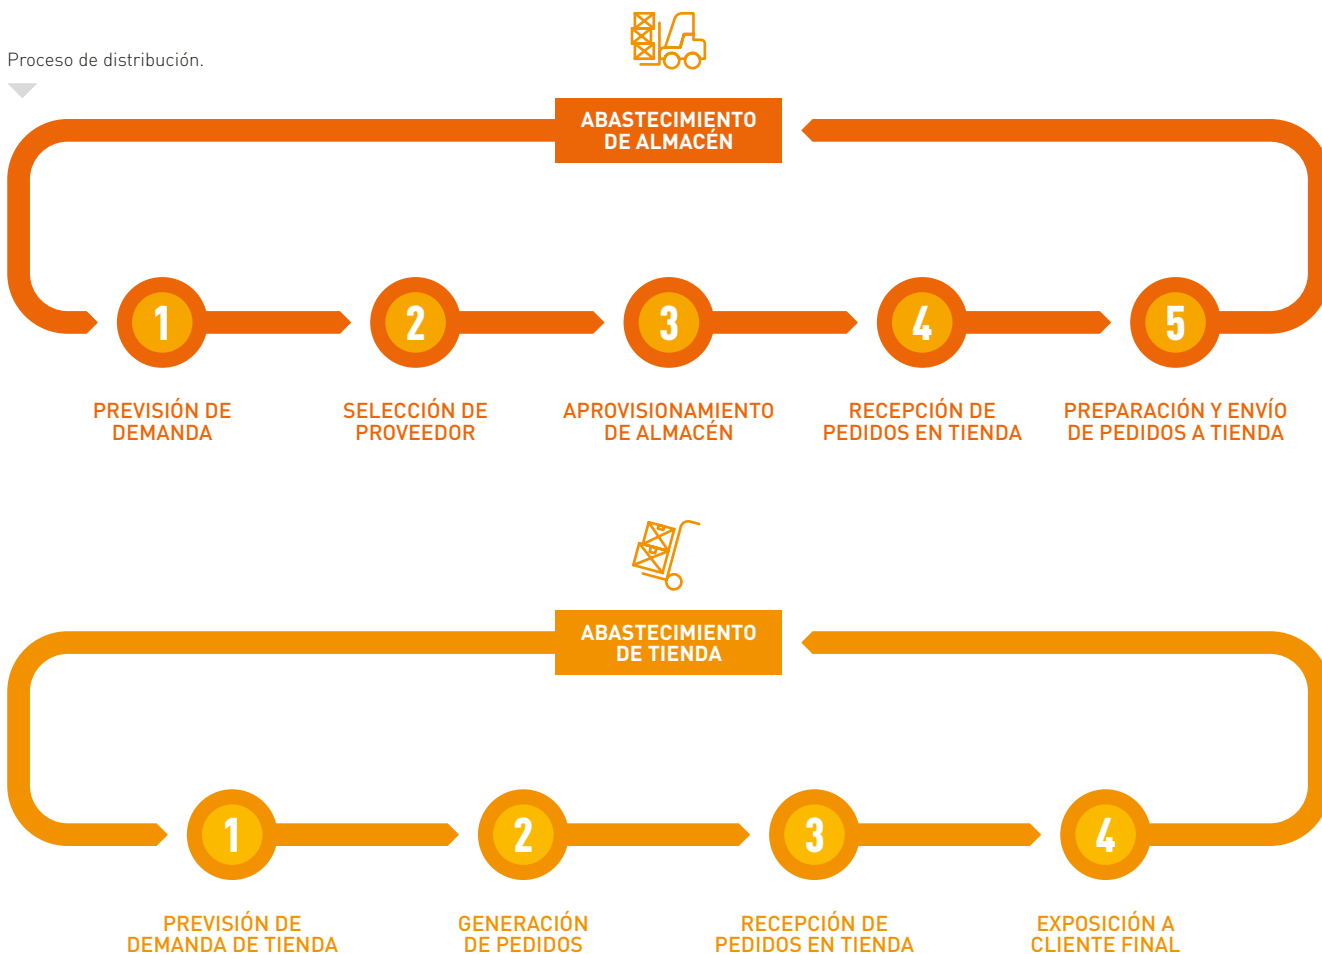 Proceso de distribución.
ABASTECIMIENTO
DE ALMACÉN
1
2
3
4
5
PREVISIÓN DE
DEMANDA
SELECCIÓN DE
PROVEEDOR
APROVISIONAMIENTO
DE ALMACÉN
RECEPCIÓN DE
PEDIDOS EN TIENDA
PREPARACIÓN Y ENVÍO
DE PEDIDOS A TIENDA
ABASTECIMIENTO
DE TIENDA
1
2
3
4
PREVISIÓN DE
DEMANDA DE TIENDA
GENERACIÓN
DE PEDIDOS
RECEPCIÓN DE
PEDIDOS EN TIENDA
EXPOSICIÓN A
CLIENTE FINAL